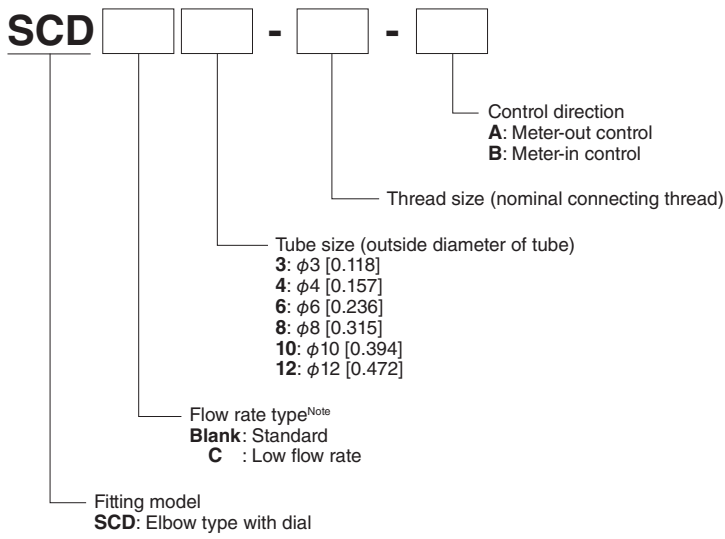 SCD - -
Control direction
A: Meter-out control
B: Meter-in control
Thread size (nominal connecting thread)
Tube size (outside diameter of tube)
3: ϕ3 [0.118]
4: ϕ4 [0.157]
6: ϕ6 [0.236]
8: ϕ8 [0.315]
10: ϕ10 [0.394]
12: ϕ12 [0.472]
Flow rate typeNote
Blank: Standard
C : Low flow rate
Fitting model
SCD: Elbow type with dial